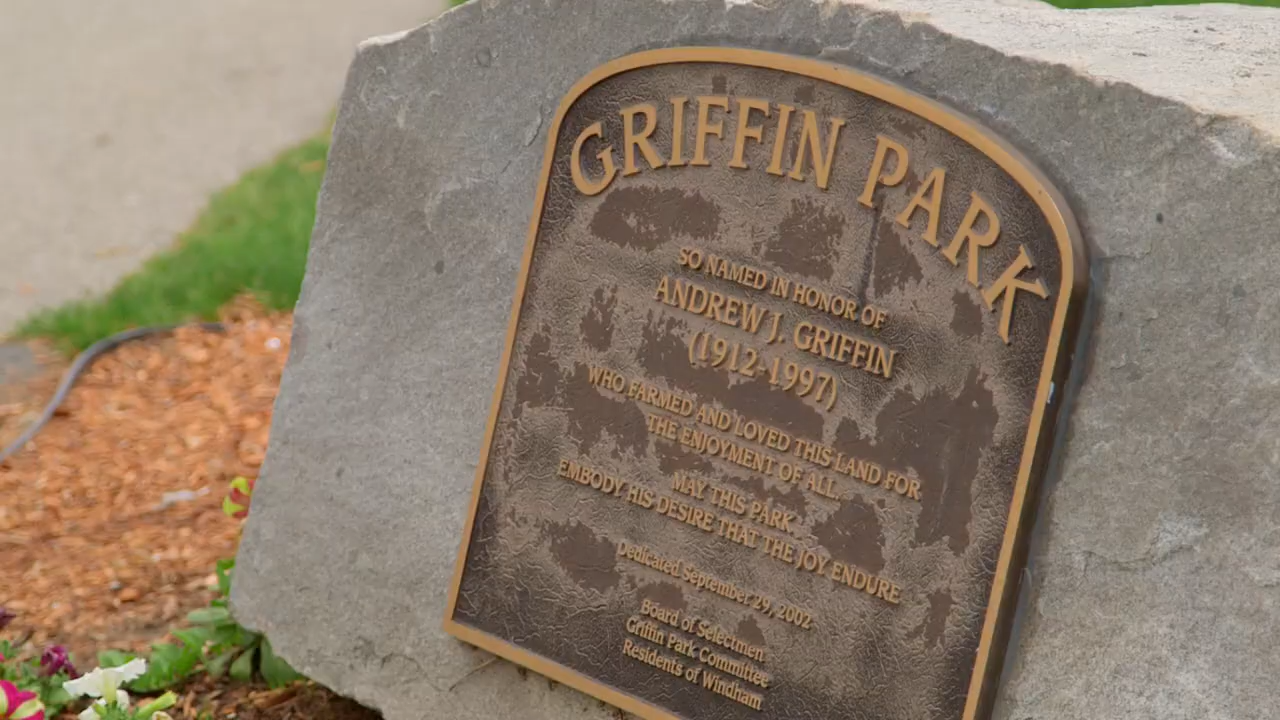 GRIFFIN PARK
SO NAMED IN HONOR OF
ANDREW J. GRIFFIN
(1912-1997)
WHO FARMED AND LOVED THIS LAND FOR
THE ENJOYMENT OF ALL.
MAY THIS PARK
EMBODY HIS DESIRE THAT THE JOY ENDURE
Dedicated September 29, 2002
Board of Selectmen
Griffin Park Committee
Residents of Windham